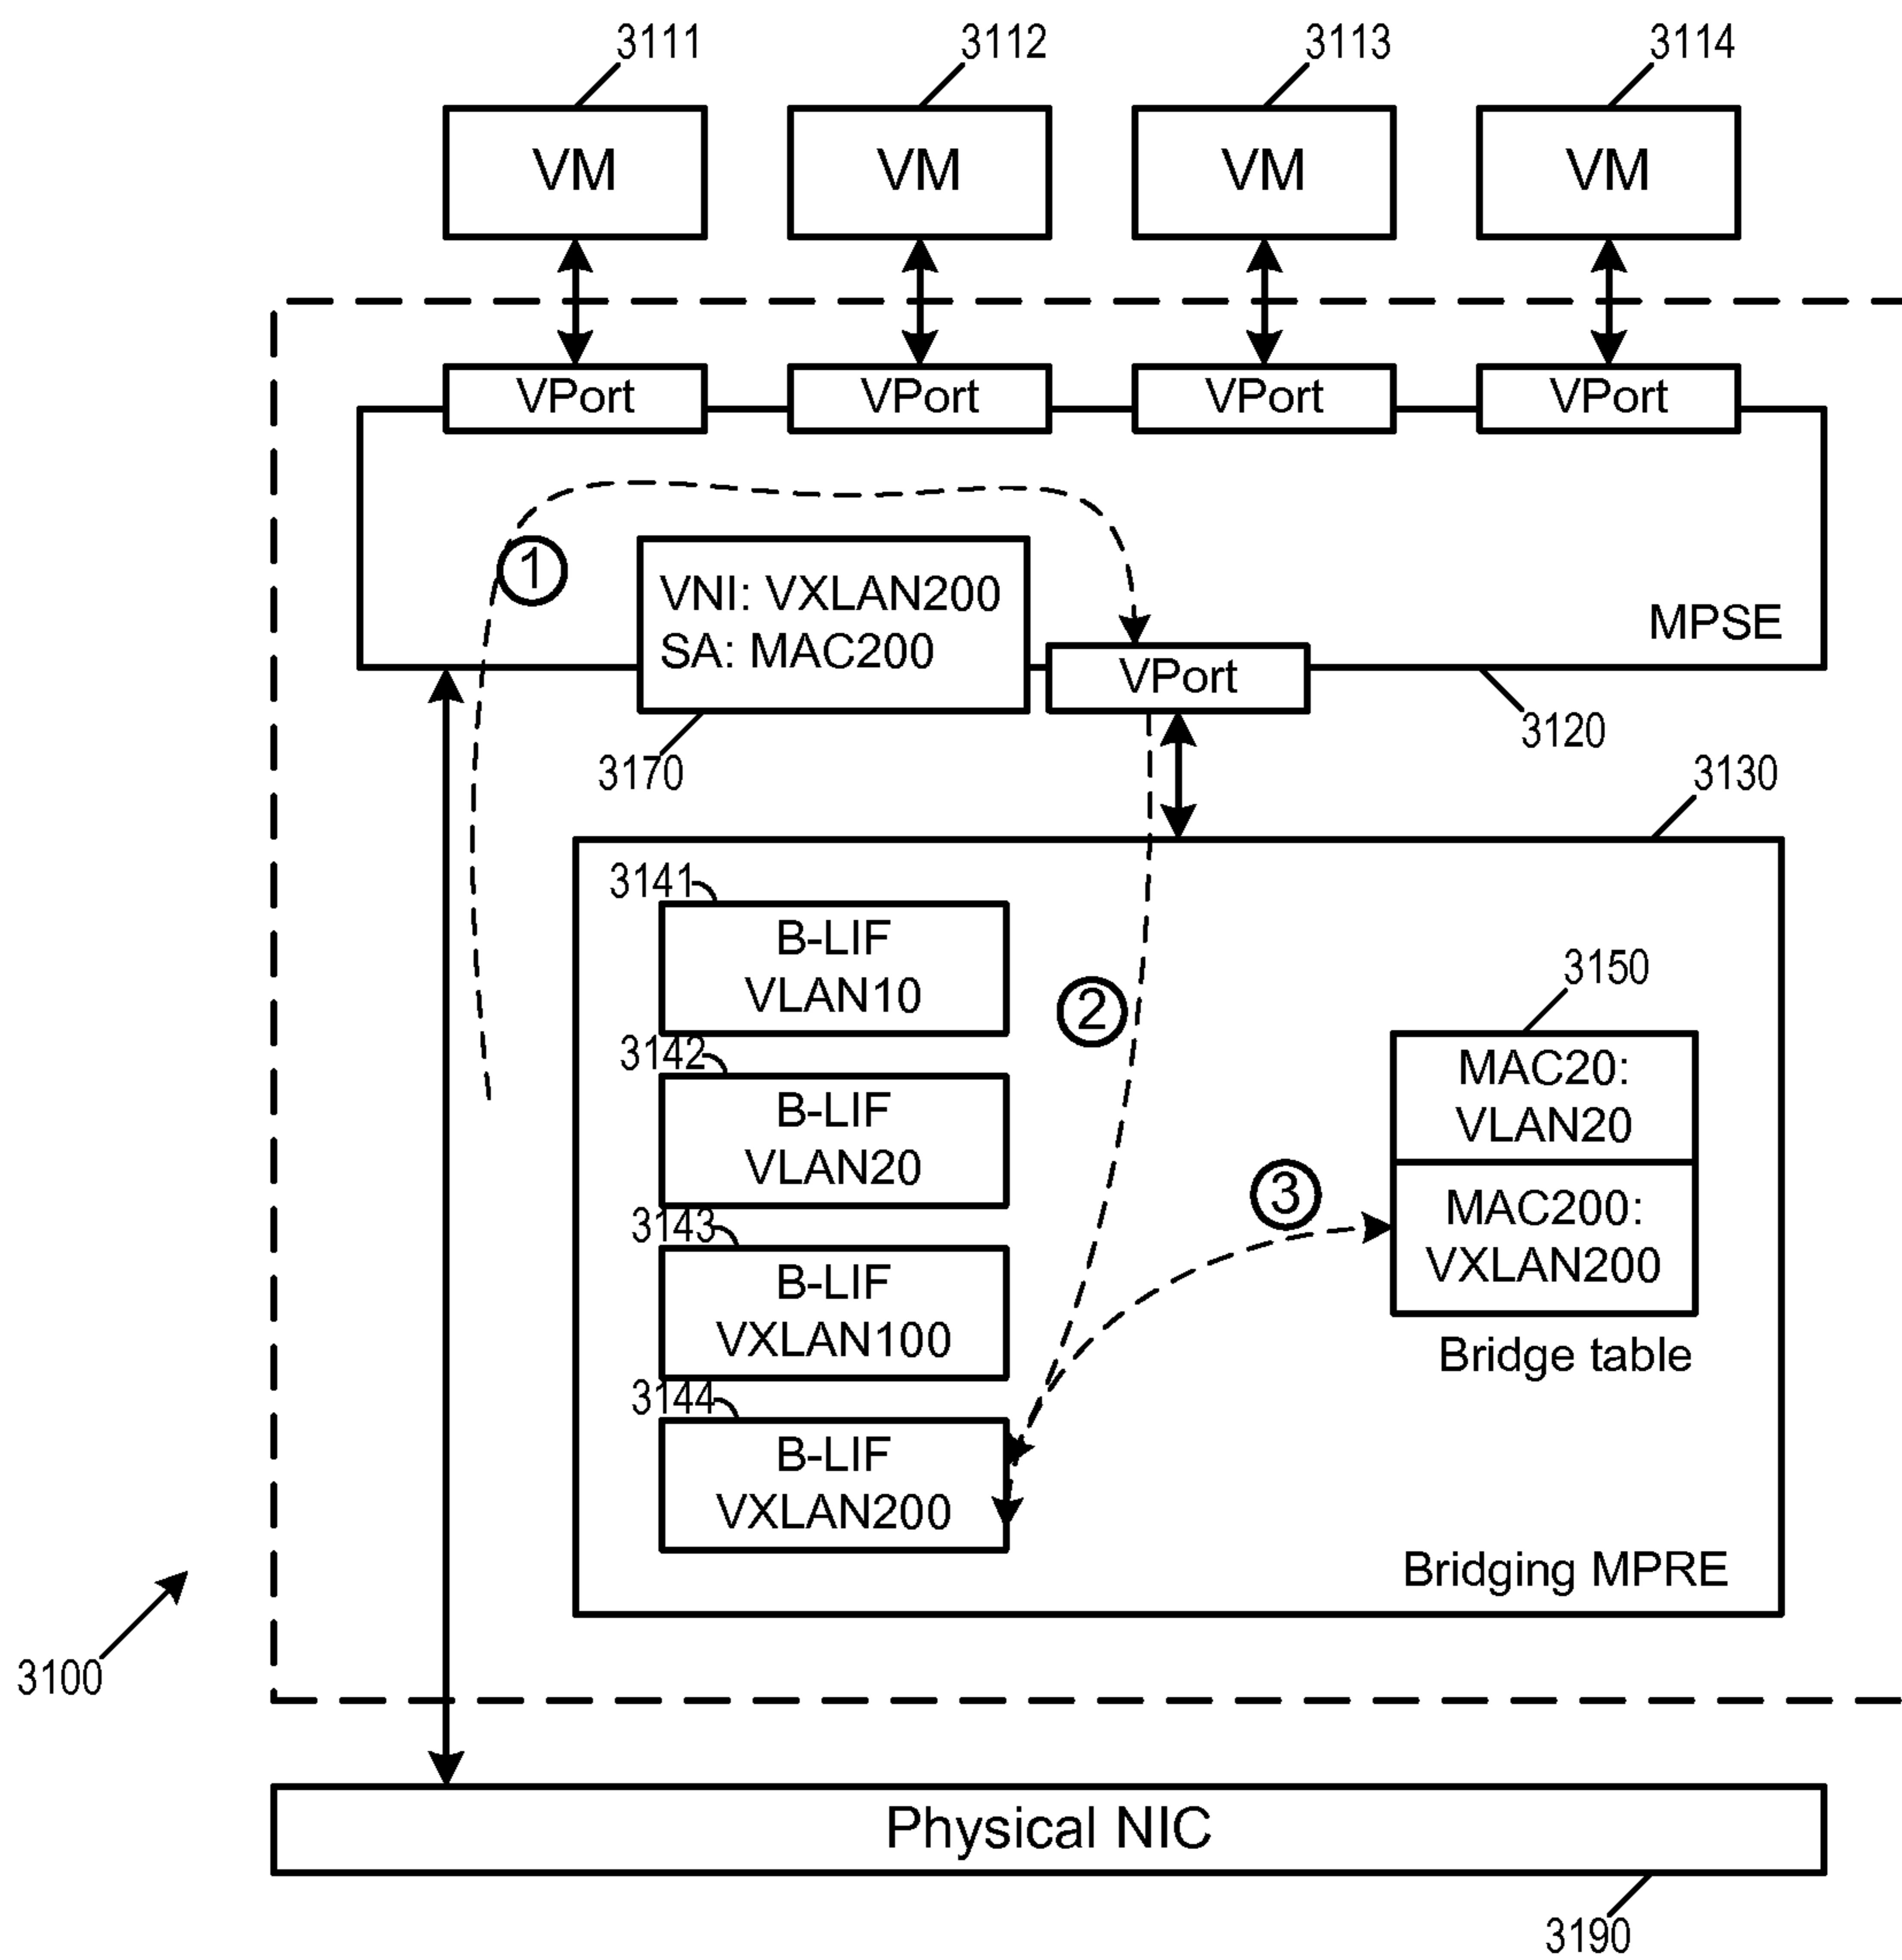 3111
3112
3113
3114
VM
VM
VM
VM
VPort
VPort
VPort
VPort
1
VNI: VXLAN200
SA: MAC200
MPSE
VPort
3170
3120
3130
3141
B-LIF
VLAN10
2
3150
3142
B-LIF
VLAN20
MAC20:
VLAN20
3
MAC200:
VXLAN200
3143
B-LIF
VXLAN100
Bridge table
3144
B-LIF
VXLAN200
Bridging MPRE
3100
Physical NIC
3190